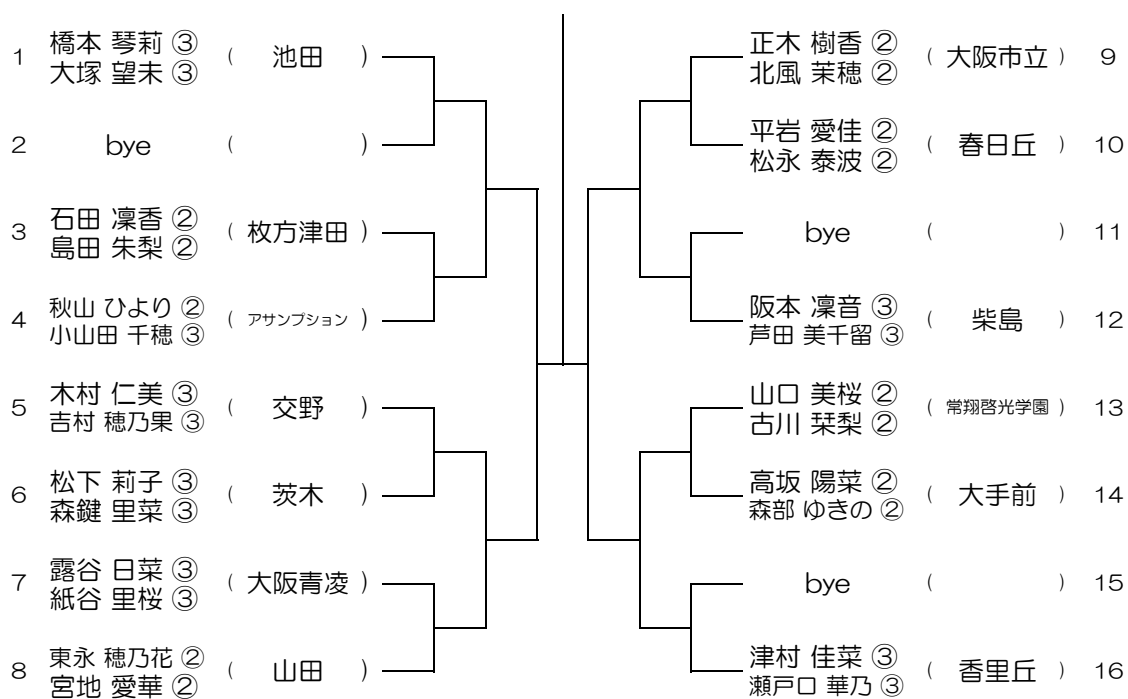 1 橋本 琴莉 ③ ( 池田 )
大塚 望未 ③
2 bye ( )
3 石田 凜香 ② ( 枚方津田 )
島田 朱梨 ②
4 秋山 ひより ② ( アサンプション )
小山田 千穂 ③
5 木村 仁美 ③ ( 交野 )
吉村 穂乃果 ③
6 松下 莉子 ③ ( 茨木 )
森鍵 里菜 ③
7 露谷 日菜 ③ ( 大阪青凌 )
紙谷 里桜 ③
8 東永 穂乃花 ② ( 山田 )
宮地 愛華 ②
正木 樹香 ② ( 大阪市立 ) 9
北風 茉穂 ②
平岩 愛佳 ② ( 春日丘 ) 10
松永 泰波 ②
bye ( ) 11
阪本 凜音 ③ ( 柴島 ) 12
芦田 美千留 ③
山口 美桜 ② ( 常翔啓光学園 ) 13
古川 栞梨 ②
高坂 陽菜 ② ( 大手前 ) 14
森部 ゆきの ②
bye ( ) 15
津村 佳菜 ③ ( 香里丘 ) 16
瀬戸口 華乃 ③